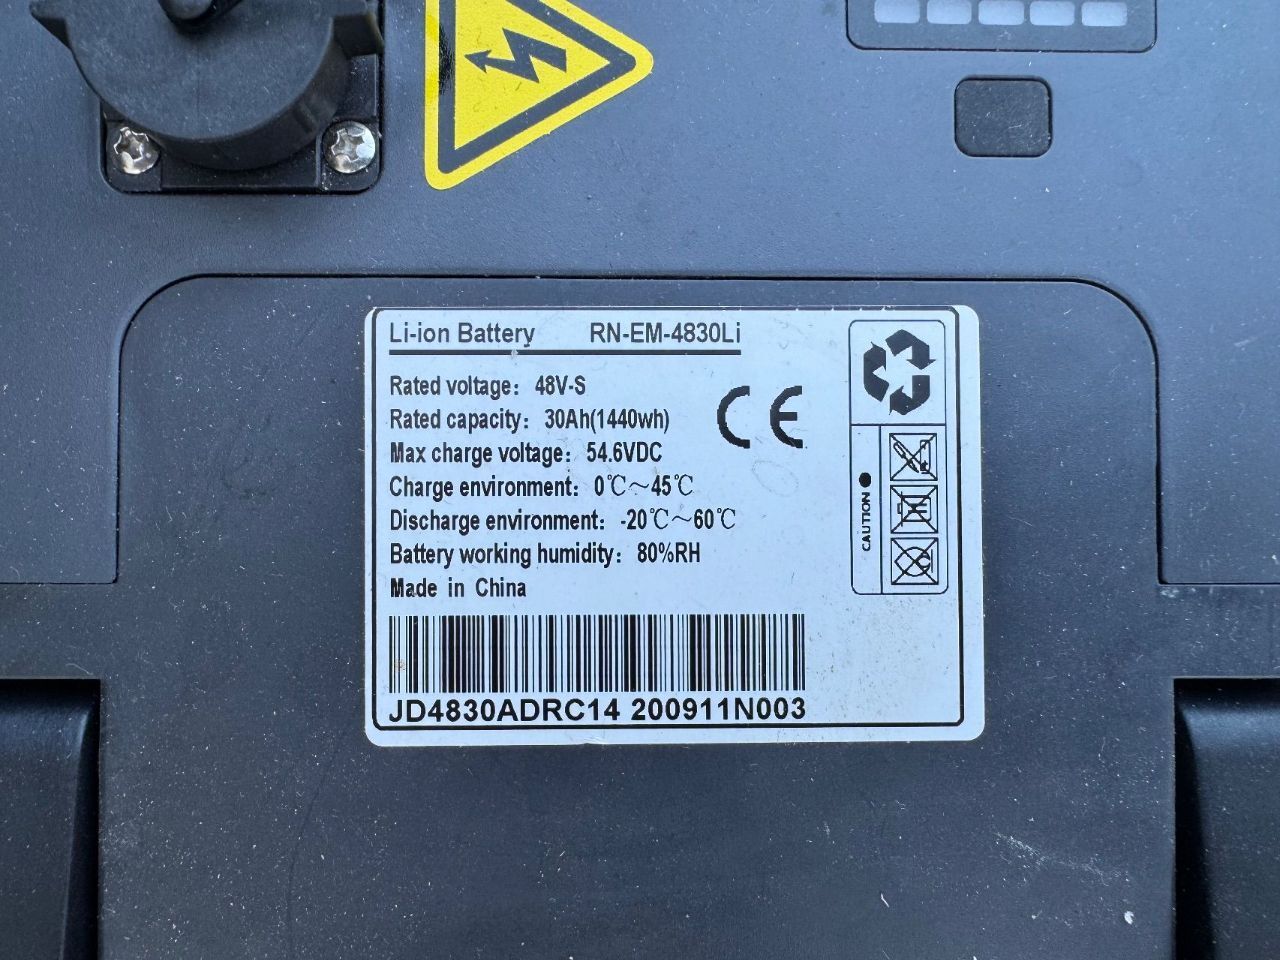 Li-ion Battery RN-EM-4830Li
Rated voltage: 48V-S
Rated capacity: 30Ah(1440wh)
Max charge voltage: 54.6VDC
Charge environment: 0℃~45℃
Discharge environment: -20℃~60℃
Battery working humidity: 80%RH
Made in China
JD4830ADRC14 200911N003
CE
CAUTION